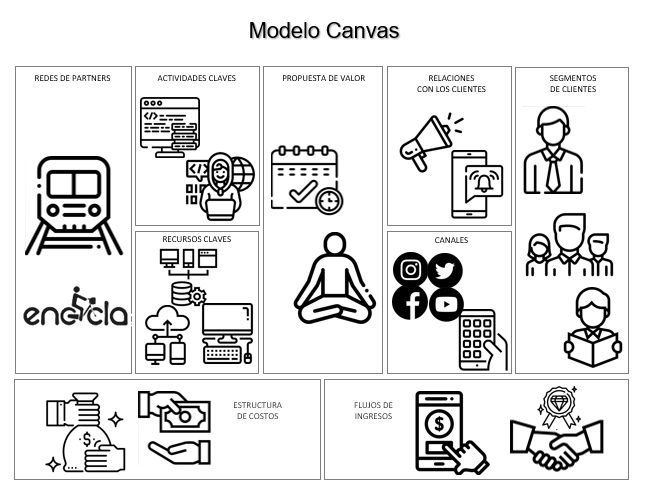 Modelo Canvas
REDES DE PARTNERS
ACTIVIDADES CLAVES
PROPUESTA DE VALOR
RELACIONES
CON LOS CLIENTES
SEGMENTOS
DE CLIENTES
RECURSOS CLAVES
CANALES
encicla
ESTRUCTURA
DE COSTOS
FLUJOS DE
INGRESOS